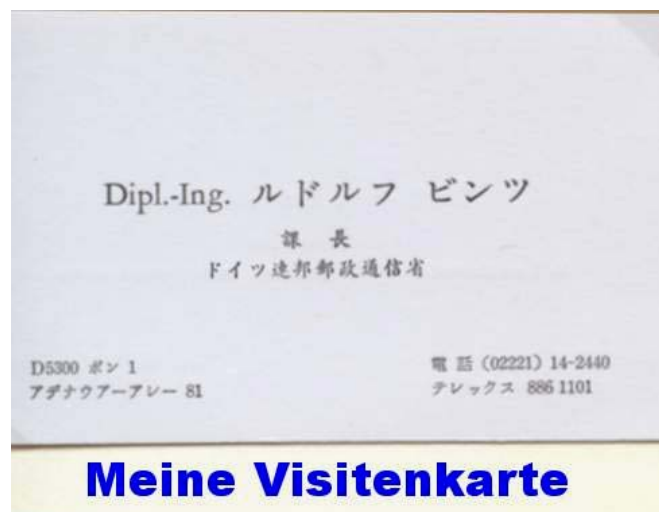 Dipl.-Ing. ルドルフ ビンツ
課 長
ドイツ連邦郵政通信省
D5300 ボン 1
アデナウアーアレー 81
電 話 (02221) 14-2440
テレックス 886 1101
Meine Visitenkarte